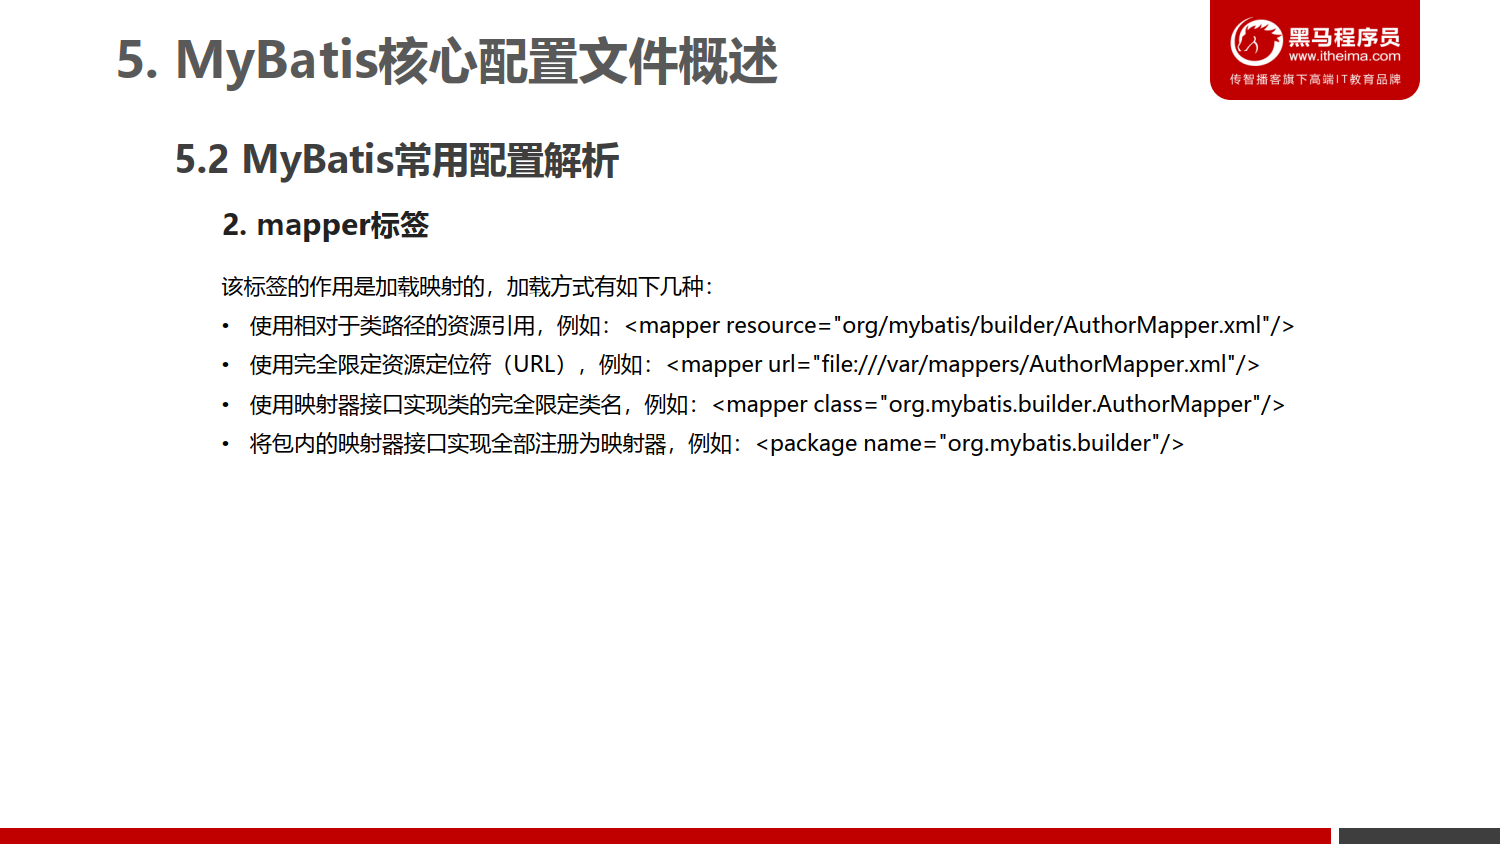 5. MyBatis核心配置文件概述
黑马程序员
www.itheima.com
传智播客旗下高端IT教育品牌
5.2 MyBatis常用配置解析
2. mapper标签
该标签的作用是加载映射的，加载方式有如下几种：
• 使用相对于类路径的资源引用，例如：<mapper resource="org/mybatis/builder/AuthorMapper.xml"/>
• 使用完全限定资源定位符（URL），例如：<mapper url="file:///var/mappers/AuthorMapper.xml"/>
• 使用映射器接口实现类的完全限定类名，例如：<mapper class="org.mybatis.builder.AuthorMapper"/>
• 将包内的映射器接口实现全部注册为映射器，例如：<package name="org.mybatis.builder"/>